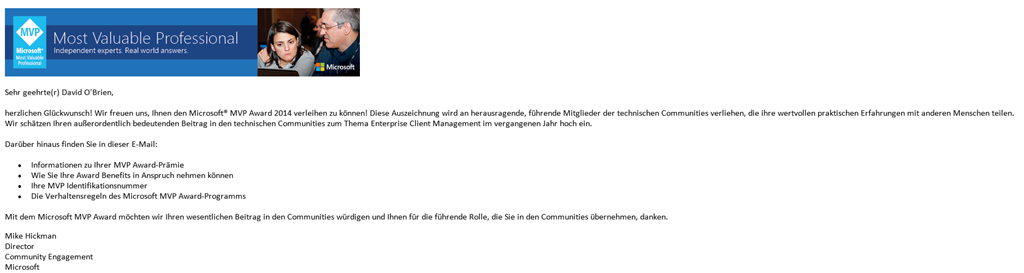 MVP
Microsoft®
Most Valuable
Professional
Most Valuable Professional
Independent experts. Real world answers.
Microsoft
Sehr geehrte(r) David O'Brien,
herzlichen Glückwunsch! Wir freuen uns, Ihnen den Microsoft® MVP Award 2014 verleihen zu können! Diese Auszeichnung wird an herausragende, führende Mitglieder der technischen Communities verliehen, die ihre wertvollen praktischen Erfahrungen mit anderen Menschen teilen.
Wir schätzen Ihren außerordentlich bedeutenden Beitrag in den technischen Communities zum Thema Enterprise Client Management im vergangenen Jahr hoch ein.
Darüber hinaus finden Sie in dieser E-Mail:
• Informationen zu Ihrer MVP Award-Prämie
• Wie Sie Ihre Award Benefits in Anspruch nehmen können
• Ihre MVP Identifikationsnummer
• Die Verhaltensregeln des Microsoft MVP Award-Programms
Mit dem Microsoft MVP Award möchten wir Ihren wesentlichen Beitrag in den Communities würdigen und Ihnen für die führende Rolle, die Sie in den Communities übernehmen, danken.
Mike Hickman
Director
Community Engagement
Microsoft